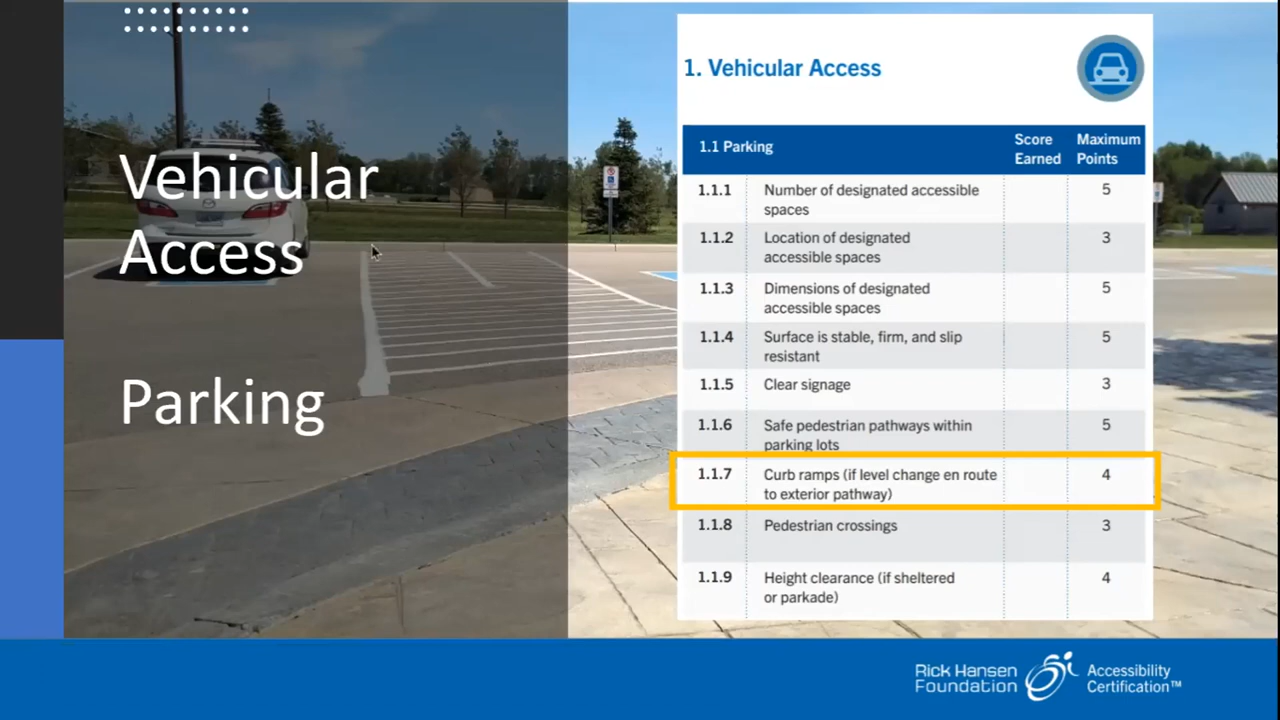 Vehicular
Access
Parking
1. Vehicular Access
1.1 Parking Score Earned Maximum Points
1.1.1 Number of designated accessible
spaces 5
1.1.2 Location of designated
accessible spaces 3
1.1.3 Dimensions of designated
accessible spaces 5
1.1.4 Surface is stable, firm, and slip
resistant 5
1.1.5 Clear signage 3
1.1.6 Safe pedestrian pathways within
parking lots 5
1.1.7 Curb ramps (if level change en route
to exterior pathway) 4
1.1.8 Pedestrian crossings 3
1.1.9 Height clearance (if sheltered
or parkade) 4
Rick Hansen
Foundation
Accessibility
Certification™